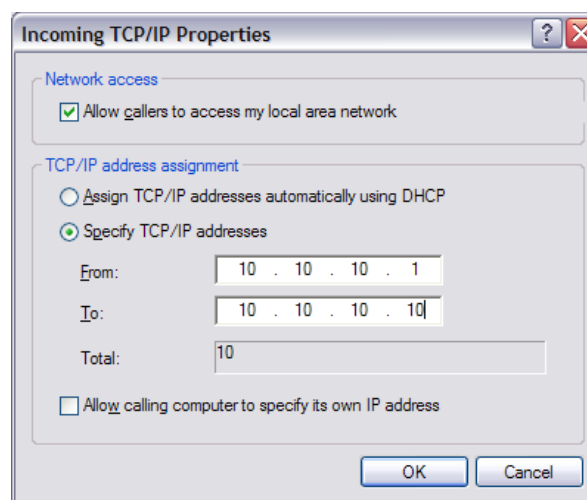 Incoming TCP/IP Properties
Network access
Allow callers to access my local area network
TCP/IP address assignment
Assign TCP/IP addresses automatically using DHCP
Specify TCP/IP addresses
From: 10 . 10 . 10 . 1
To: 10 . 10 . 10 . 10
Total: 10
Allow calling computer to specify its own IP address
OK Cancel